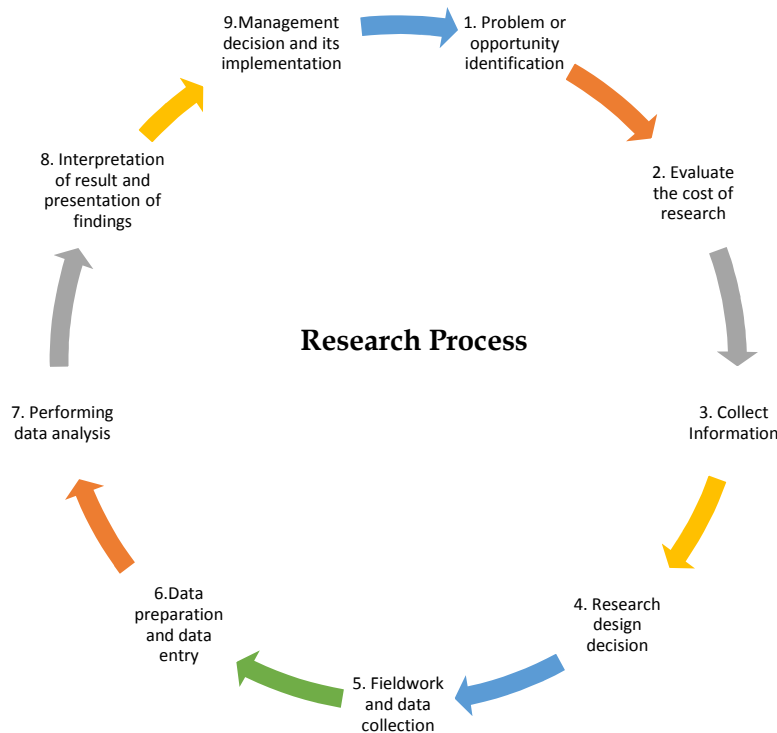 9.Management
decision and its
implementation
1. Problem or
opportunity
identification
2. Evaluate
the cost of
research
3. Collect
Information
4. Research
design
decision
5. Fieldwork
and data
collection
6.Data
preparation
and data
entry
7. Performing
data analysis
8. Interpretation
of result and
presentation of
findings
Research Process